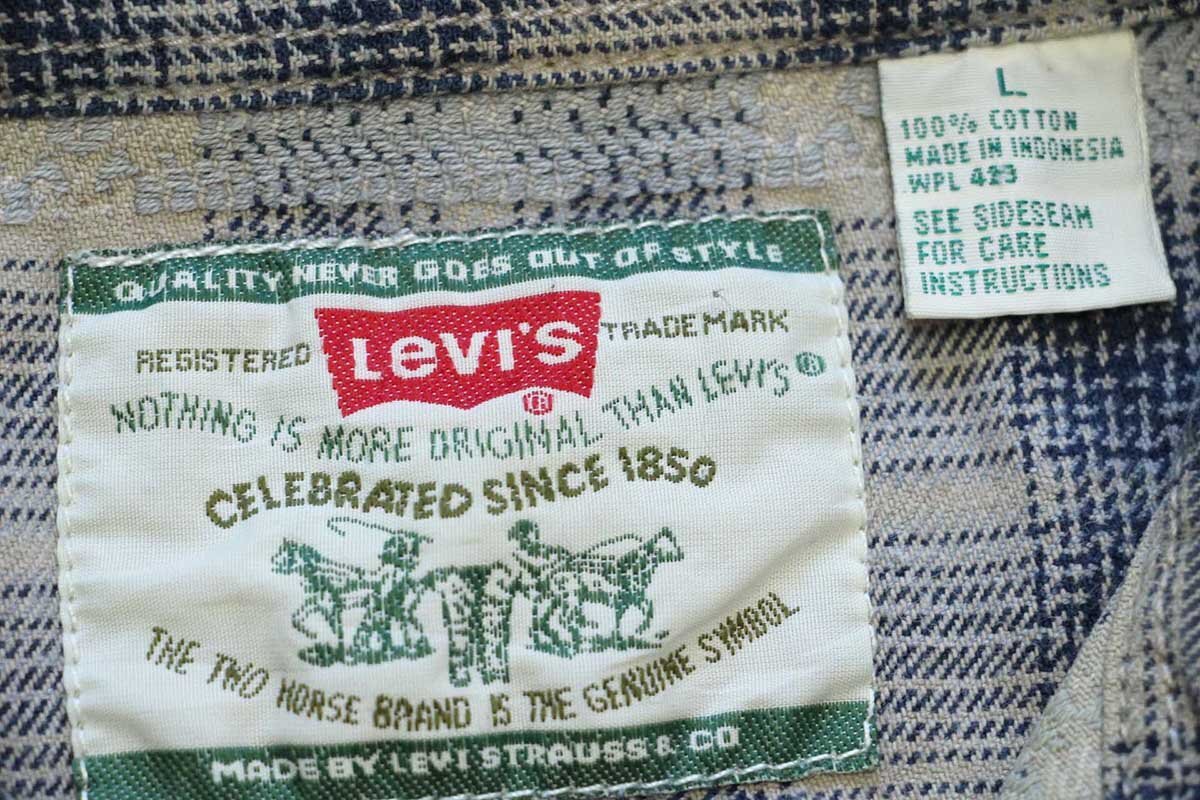 L
100% COTTON
MADE IN INDONESIA
WPL 423
SEE SIDESEAM
FOR CARE
INSTRUCTIONS
QUALITY NEVER GOES OUT OF STYLE
REGISTERED LEVI'S TRADEMARK
®
NOTHING IS MORE ORIGINAL THAN LEVI'S®
CELEBRATED SINCE 1850
THE TWO HORSE BRAND IS THE GENUINE SYMBOL
MADE BY LEVI STRAUSS & CO